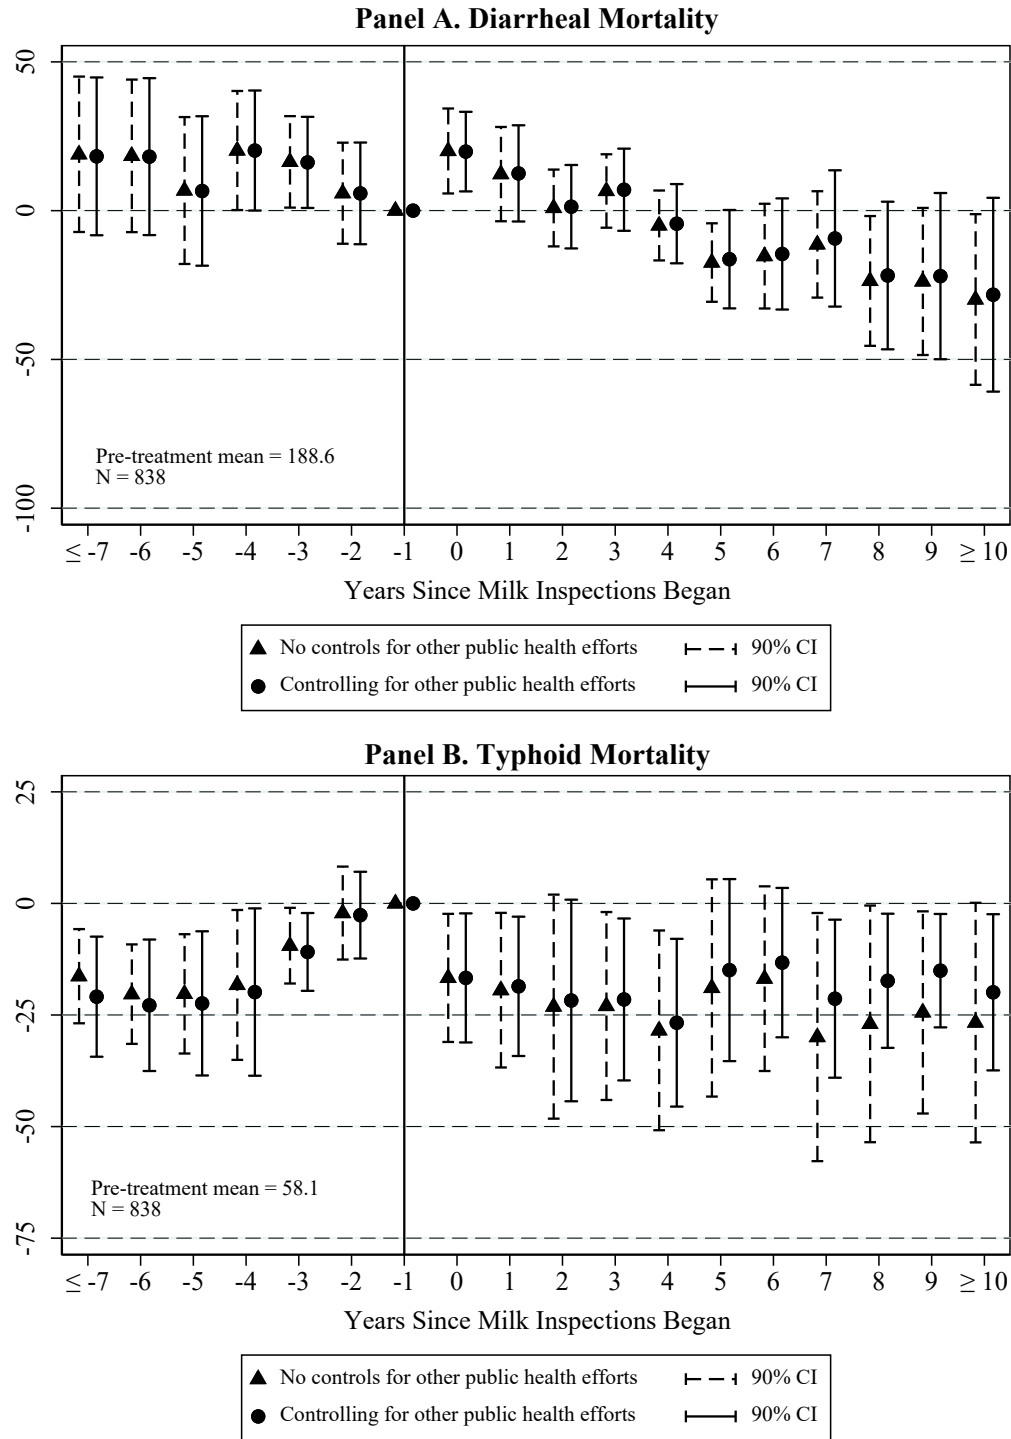 Panel A. Diarrheal Mortality
50
0
-50
-100
Pre-treatment mean = 188.6
N = 838
≤ -7 -6 -5 -4 -3 -2 -1 0 1 2 3 4 5 6 7 8 9 ≥ 10
Years Since Milk Inspections Began
No controls for other public health efforts 90% CI
Controlling for other public health efforts 90% CI
Panel B. Typhoid Mortality
25
0
-25
-50
-75
Pre-treatment mean = 58.1
N = 838
≤ -7 -6 -5 -4 -3 -2 -1 0 1 2 3 4 5 6 7 8 9 ≥ 10
Years Since Milk Inspections Began
No controls for other public health efforts 90% CI
Controlling for other public health efforts 90% CI